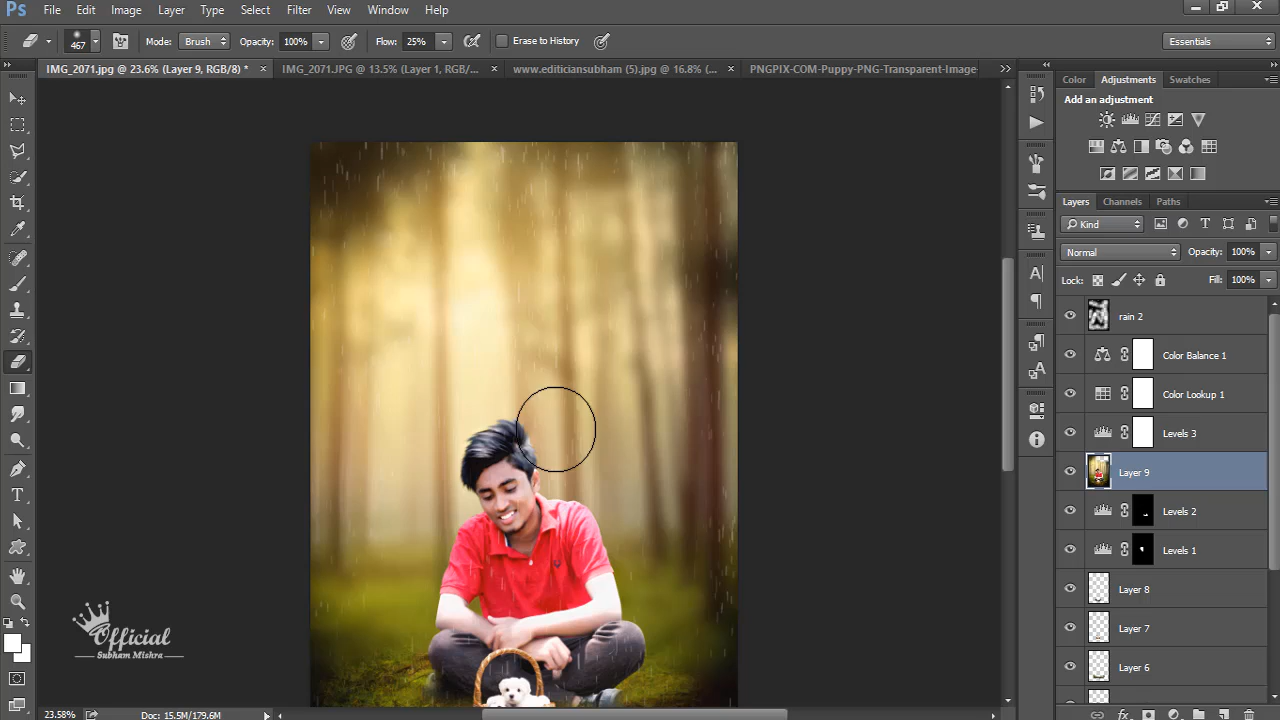 Ps File Edit Image Layer Type Select Filter View Window Help
467 Mode: Brush Opacity: 100% Flow: 25% Erase to History Essentials
IMG_2071.jpg @ 23.6% (Layer 9, RGB/8) * × IMG_2071.JPG @ 13.5% (Layer 1, RGB/... × www.editiciansubham (5).jpg @ 16.8% (... × PNGPIX-COM-Puppy-PNG-Transparent-Image
Color Adjustments Swatches
Add an adjustment
Layers Channels Paths
Kind
Normal Opacity: 100%
Lock: Fill: 100%
rain 2
Color Balance 1
Color Lookup 1
Levels 3
Layer 9
Levels 2
Levels 1
Layer 8
Layer 7
Layer 6
Official
Subham Mishra
23.58% Doc: 15.5M/179.6M